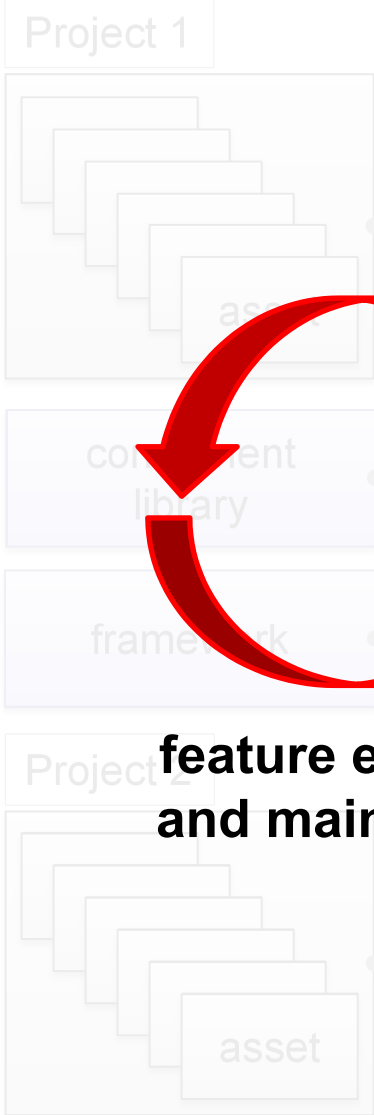 Project 1
asset
component
library
framework
Project 2
feature e
and main
asset